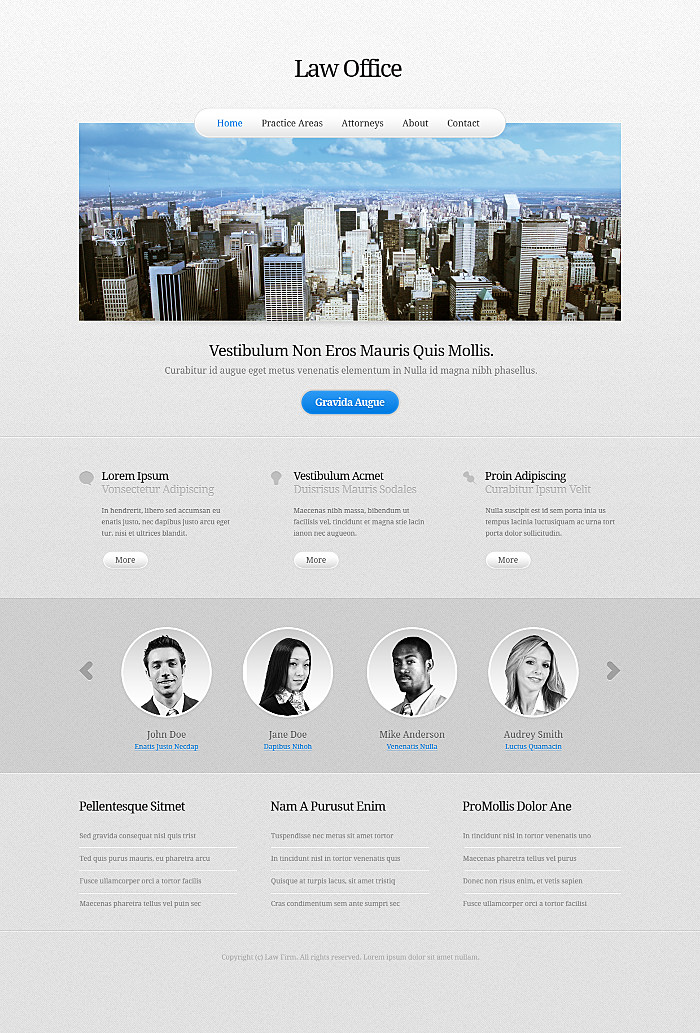 Law Office
Home Practice Areas Attorneys About Contact
Vestibulum Non Eros Mauris Quis Mollis.
Curabitur id augue eget metus venenatis elementum in Nulla id magna nibh phasellus.
Gravida Augue
Lorem Ipsum
Vonsectetur Adipiscing
In hendrerit, libero sed accumsan eu
enatis justo, nec dapibus justo arcu eget
tur, nisi et ultrices blandit.
More
Vestibulum Acmet
Duisrisus Mauris Sodales
Maecenas nibh massa, bibendum ut
facilisis vel, tincidunt et magna stie lacin
ianon nec augueon.
More
Proin Adipiscing
Curabitur Ipsum Velit
Nulla suscipit est id sem porta inia us
tempus lacinia luctusiquam ac urna tort
porta dolor sollicitudin.
More
John Doe
Enatis Justo Necdap
Jane Doe
Dapibus Nihoh
Mike Anderson
Venenatis Nulla
Audrey Smith
Luctus Quamacin
Pellentesque Sitmet
Sed gravida consequat nisl quis trist
Ted quis purus mauris, eu pharetra arcu
Fusce ullamcorper orci a tortor facilis
Maecenas pharetra tellus vel puin sec
Nam A Purusut Enim
Tuspendisse nec metus sit amet tortor
In tincidunt nisl in tortor venenatis quis
Quisque at turpis lacus, sit amet tristiq
Cras condimentum sem ante sumpri sec
ProMollis Dolor Ane
In tincidunt nisl in tortor venenatis uno
Maecenas pharetra tellus vel purus
Donec non risus enim, et vetis sapien
Fusce ullamcorper orci a tortor facilisi
Copyright (c) Law Firm. All rights reserved. Lorem ipsum dolor sit amet nullam.